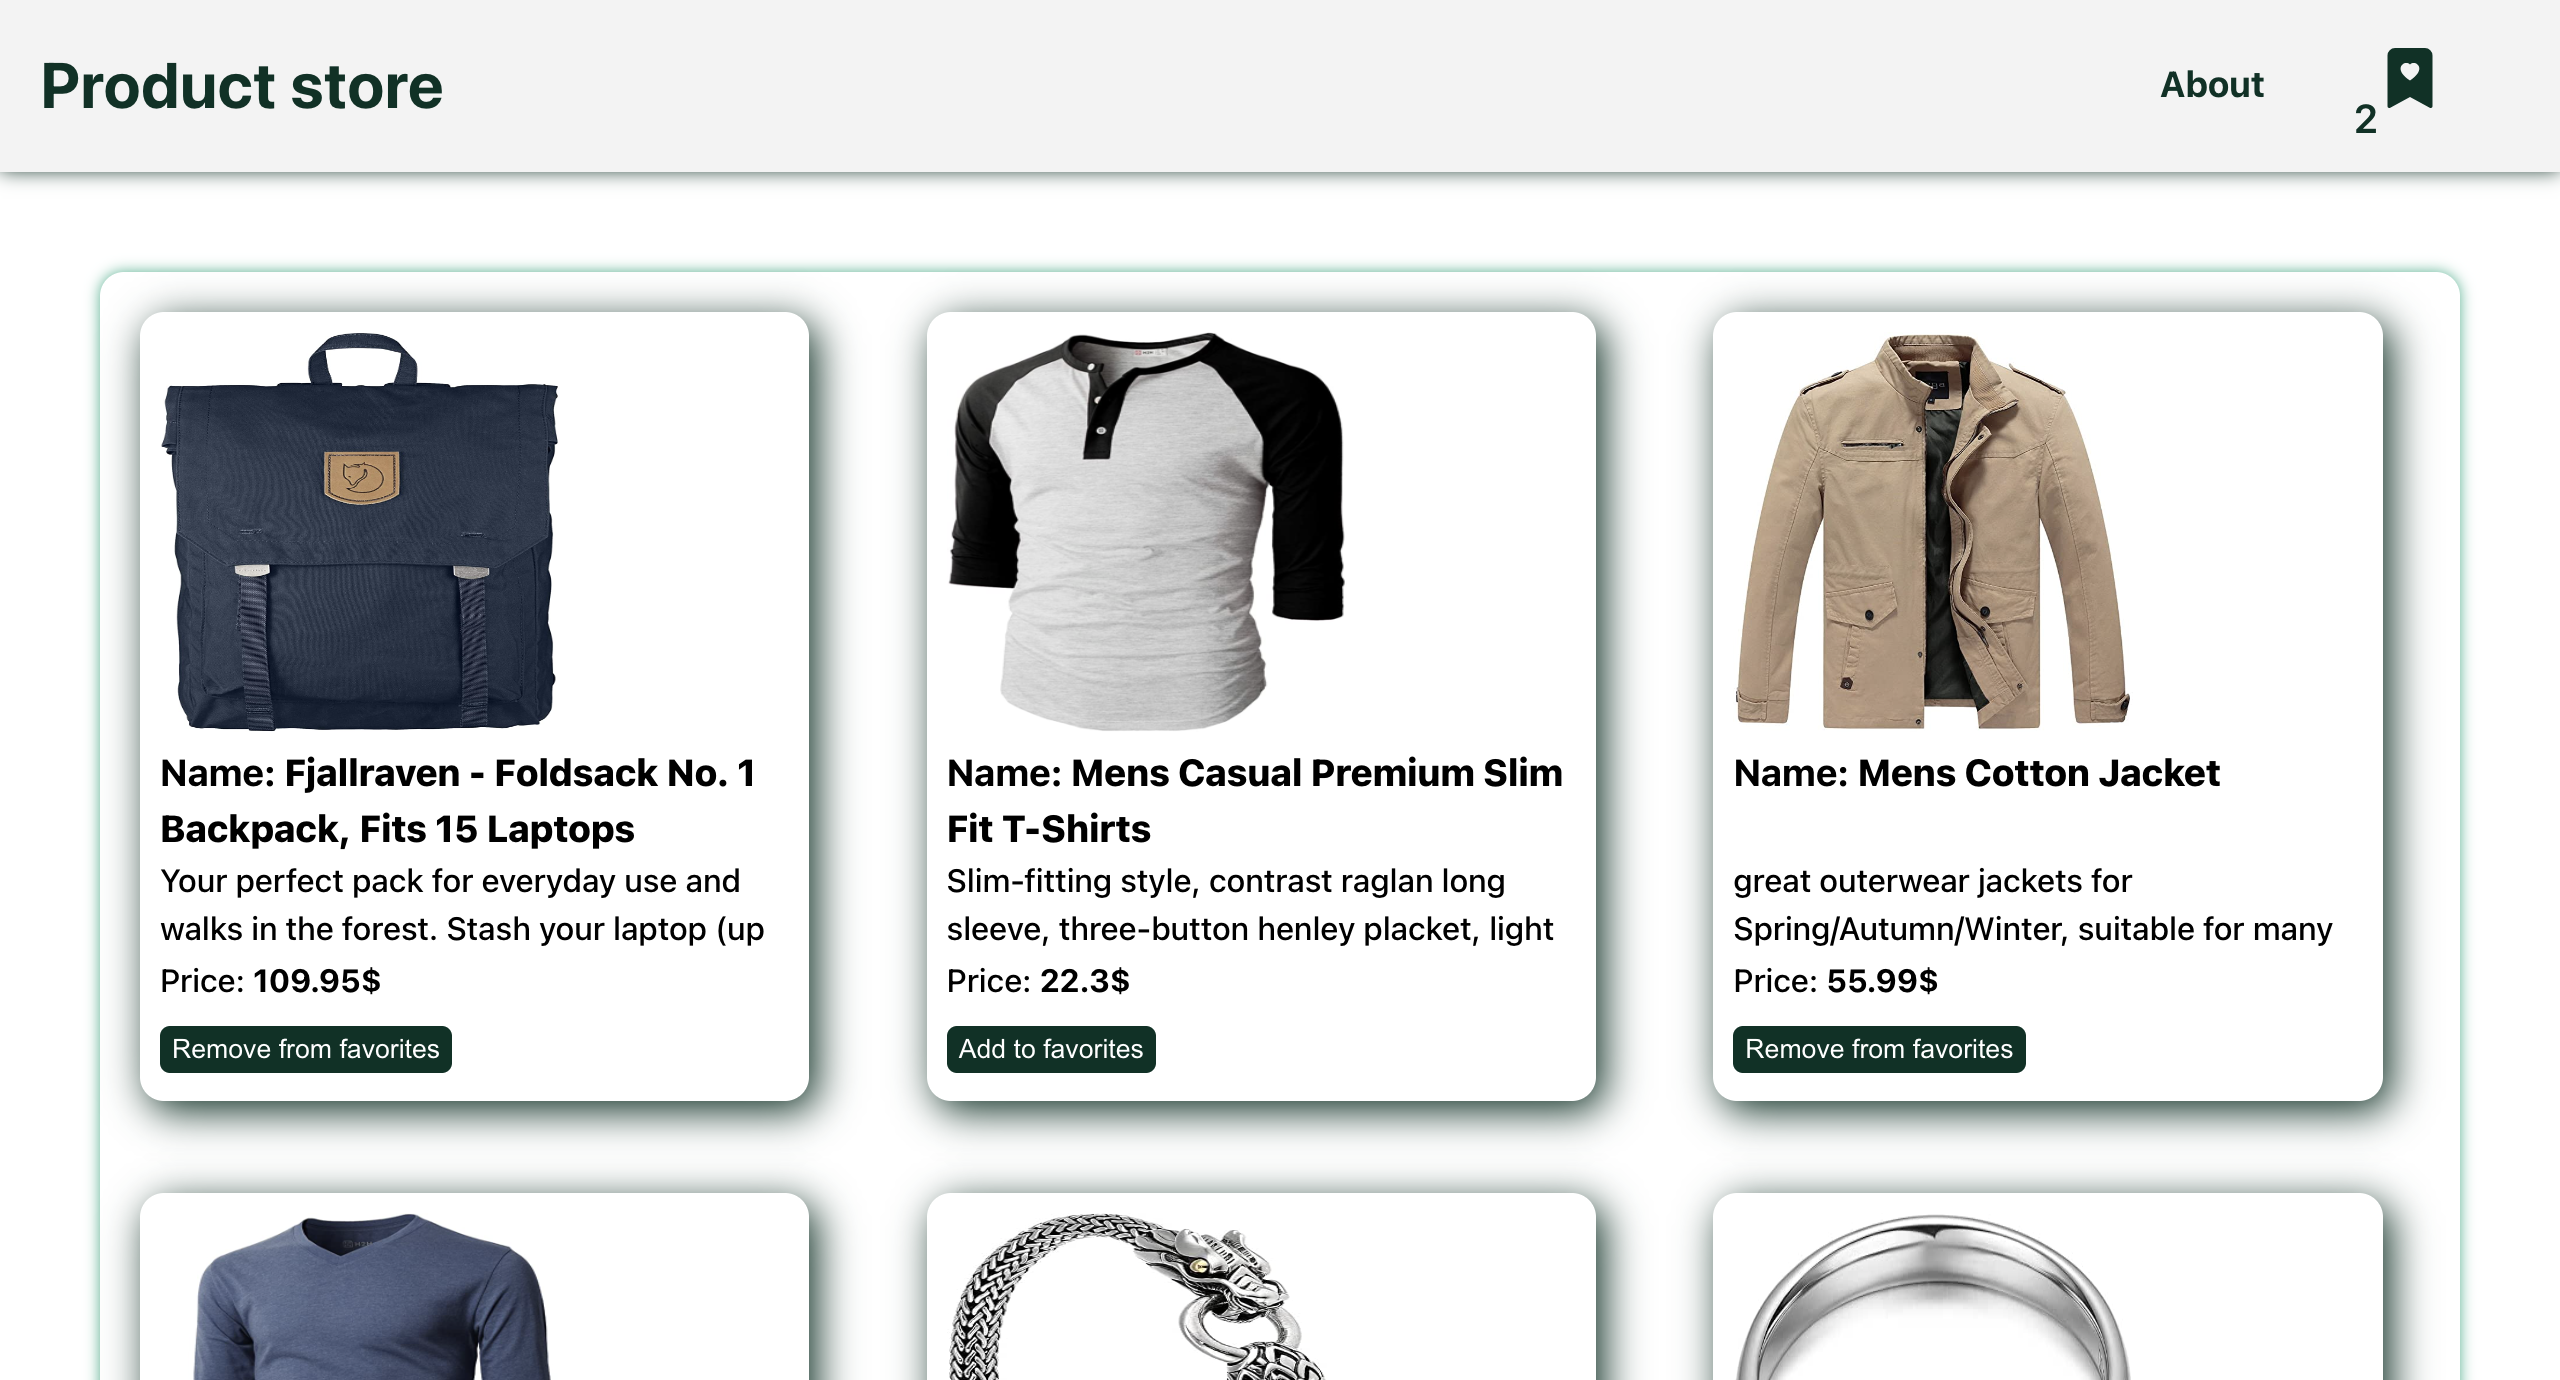 Product store
About
2
Name: Fjallraven - Foldsack No. 1
Backpack, Fits 15 Laptops
Your perfect pack for everyday use and
walks in the forest. Stash your laptop (up
Price: 109.95$
Remove from favorites
Name: Mens Casual Premium Slim
Fit T-Shirts
Slim-fitting style, contrast raglan long
sleeve, three-button henley placket, light
Price: 22.3$
Add to favorites
Name: Mens Cotton Jacket
great outerwear jackets for
Spring/Autumn/Winter, suitable for many
Price: 55.99$
Remove from favorites